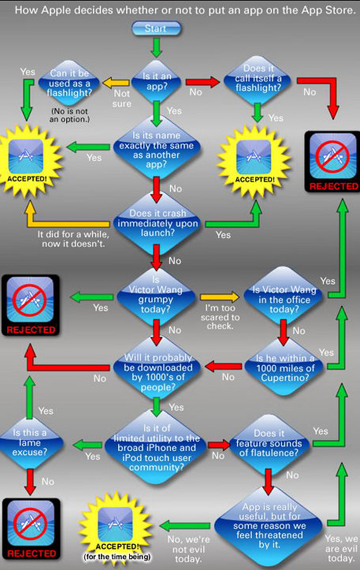 How Apple decides whether or not to put an app on the App Store.
Start
Yes
Can it be
used as a
flashlight?
(No is not
an option.)
Not
sure
Is it an
app?
No
Does it
call itself a
flashlight?
No
Yes
Yes
ACCEPTED!
Yes
Is its name
exactly the same
as another
app?
ACCEPTED!
REJECTED
No
Does it crash
immediately upon
launch?
It did for a while,
now it doesn't.
Yes
No
REJECTED
Yes
Is
Victor Wang
grumpy
today?
I'm too
scared to
check.
Is Victor Wang
in the office
today?
Yes
No
No
No
Will it probably
be downloaded
by 1000's of
people?
No
Is he within a
1000 miles of
Cupertino?
Yes
Yes
Yes
Is this a
lame
excuse?
Yes
Is it of
limited utility to the
broad iPhone and
iPod touch user
community?
No
Does it
feature sounds
of flatulence?
Yes
No
No
REJECTED
ACCEPTED!
(for the time being)
No, we're
not evil
today.
App is really
useful, but for
some reason we
feel threatened
by it.
Yes, we
are evil
today.